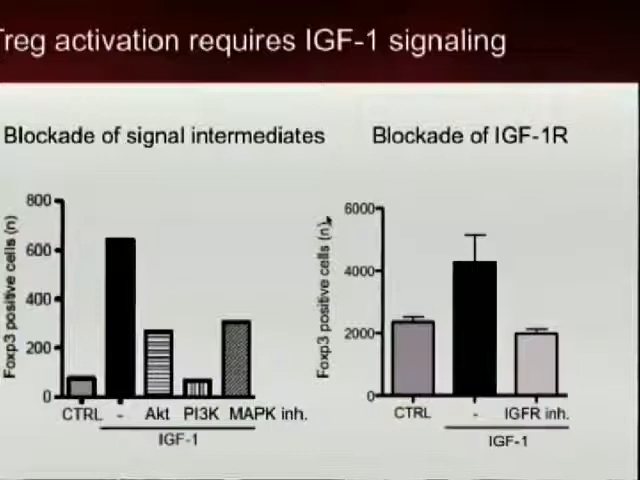 Treg activation requires IGF-1 signaling
Blockade of signal intermediates
Blockade of IGF-1R
Foxp3 positive cells (n)
800
600
400
200
0
CTRL - Akt PI3K MAPK inh.
IGF-1
Foxp3 positive cells (n)
6000
4000
2000
0
CTRL - IGFR inh.
IGF-1